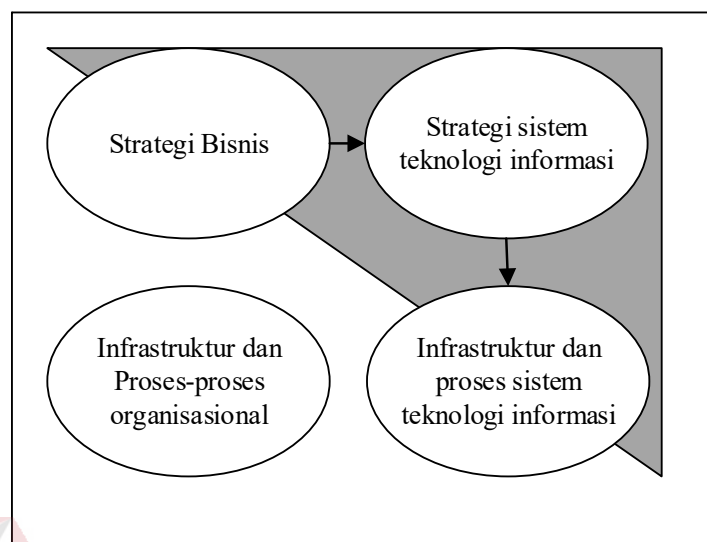 Strategi Bisnis
Strategi sistem
teknologi informasi
Infrastruktur dan
Proses-proses
organisasional
Infrastruktur dan
proses sistem
teknologi informasi